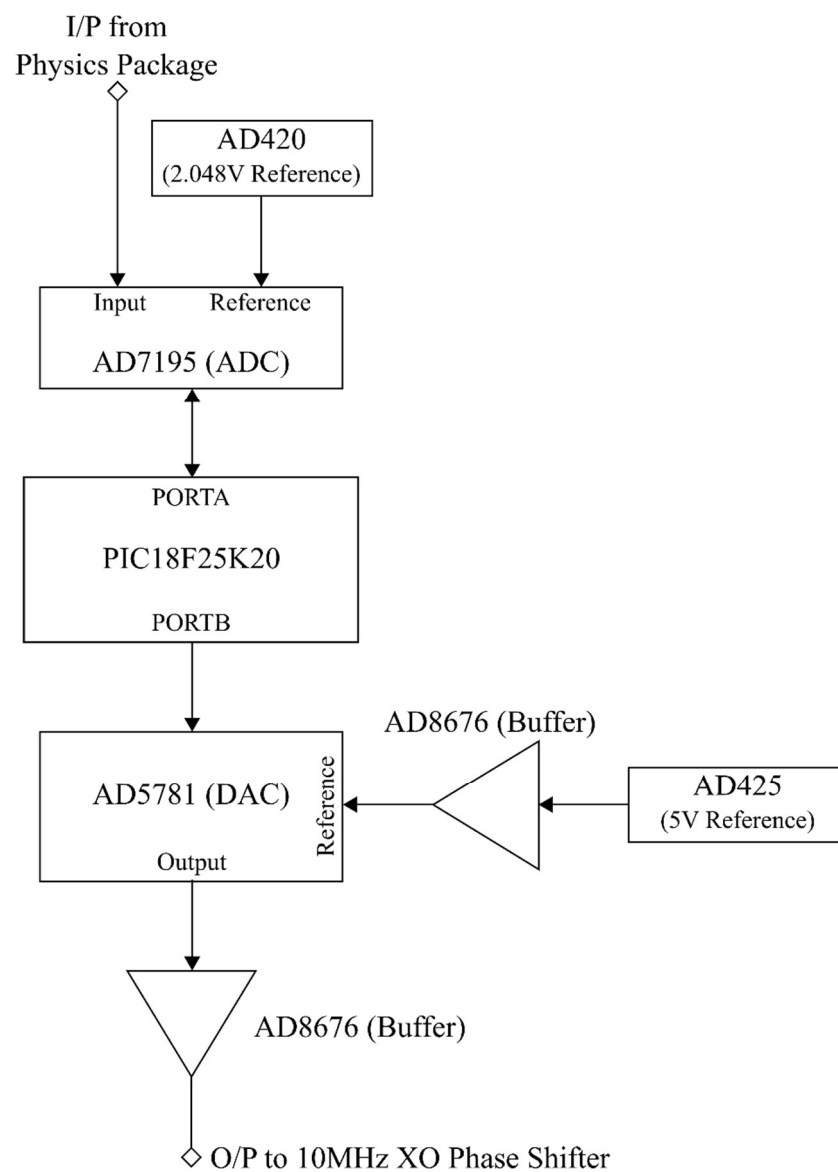 I/P from
Physics Package
AD420
(2.048V Reference)
Input
Reference
AD7195 (ADC)
PORTA
PIC18F25K20
PORTB
AD8676 (Buffer)
AD5781 (DAC)
Reference
Output
AD425
(5V Reference)
AD8676 (Buffer)
O/P to 10MHz XO Phase Shifter